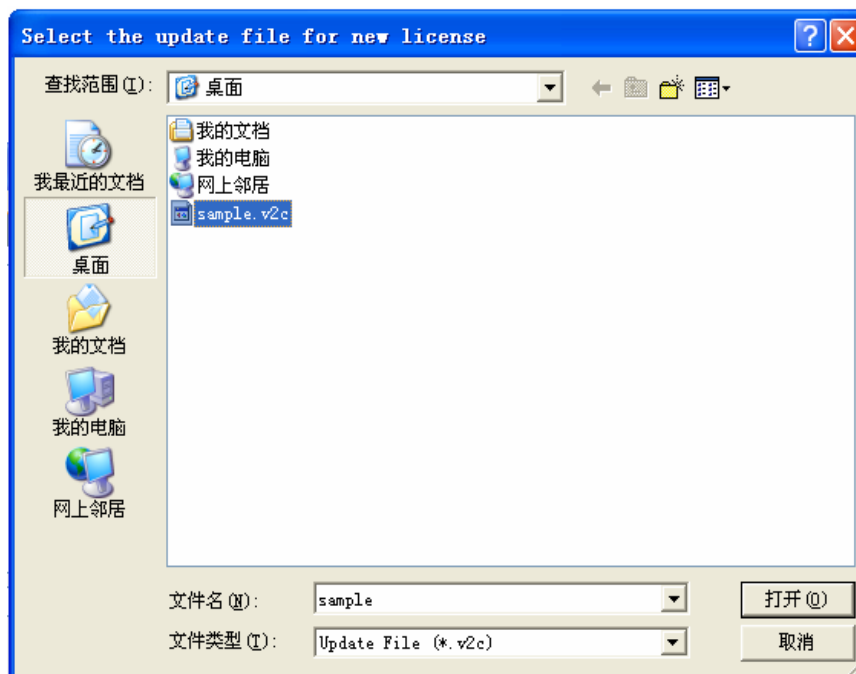 Select the update file for new license
查找范围(I):
桌面
我最近的文档
桌面
我的文档
我的电脑
网上邻居
我的文档
我的电脑
网上邻居
sample.v2c
文件名(N):
sample
打开(O)
文件类型(T):
Update File (*.v2c)
取消